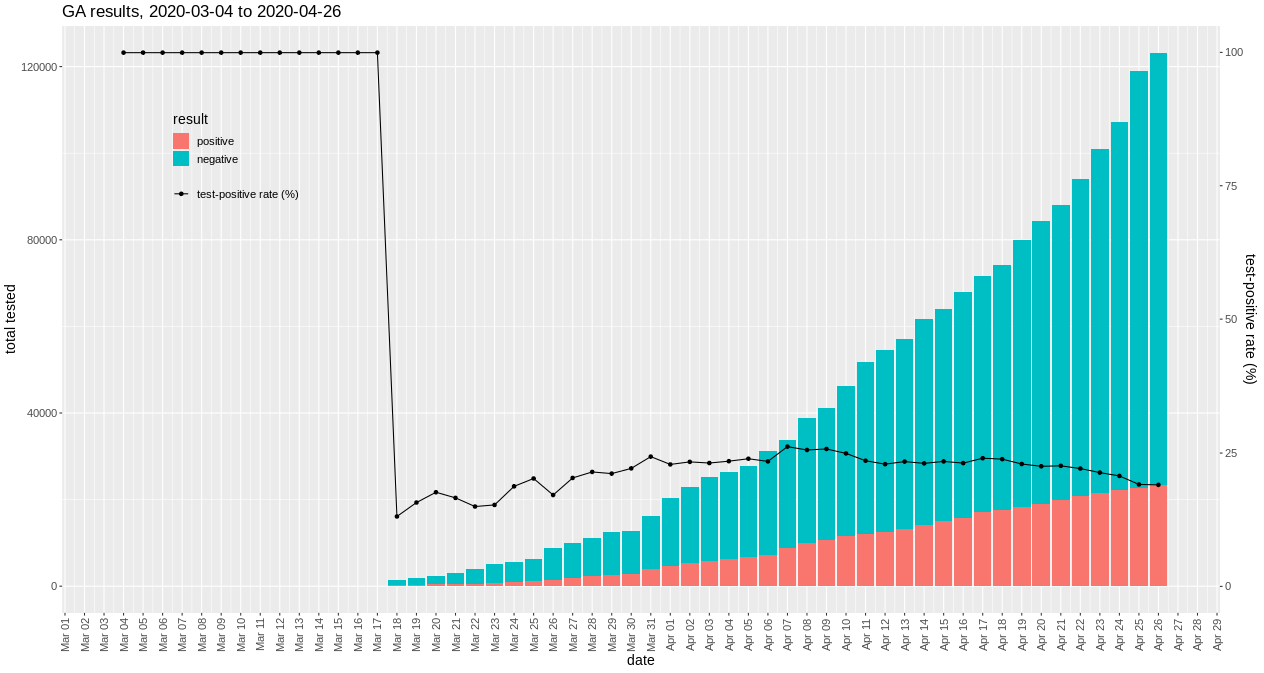 GA results, 2020-03-04 to 2020-04-26
total tested
120000
80000
40000
0
result
positive
negative
test-positive rate (%)
100
75
50
25
0
test-positive rate (%)
Mar 01
Mar 02
Mar 03
Mar 04
Mar 05
Mar 06
Mar 07
Mar 08
Mar 09
Mar 10
Mar 11
Mar 12
Mar 13
Mar 14
Mar 15
Mar 16
Mar 17
Mar 18
Mar 19
Mar 20
Mar 21
Mar 22
Mar 23
Mar 24
Mar 25
Mar 26
Mar 27
Mar 28
Mar 29
Mar 30
Mar 31
Apr 01
Apr 02
Apr 03
Apr 04
Apr 05
Apr 06
Apr 07
Apr 08
Apr 09
Apr 10
Apr 11
Apr 12
Apr 13
Apr 14
Apr 15
Apr 16
Apr 17
Apr 18
Apr 19
Apr 20
Apr 21
Apr 22
Apr 23
Apr 24
Apr 25
Apr 26
Apr 27
Apr 28
Apr 29
date